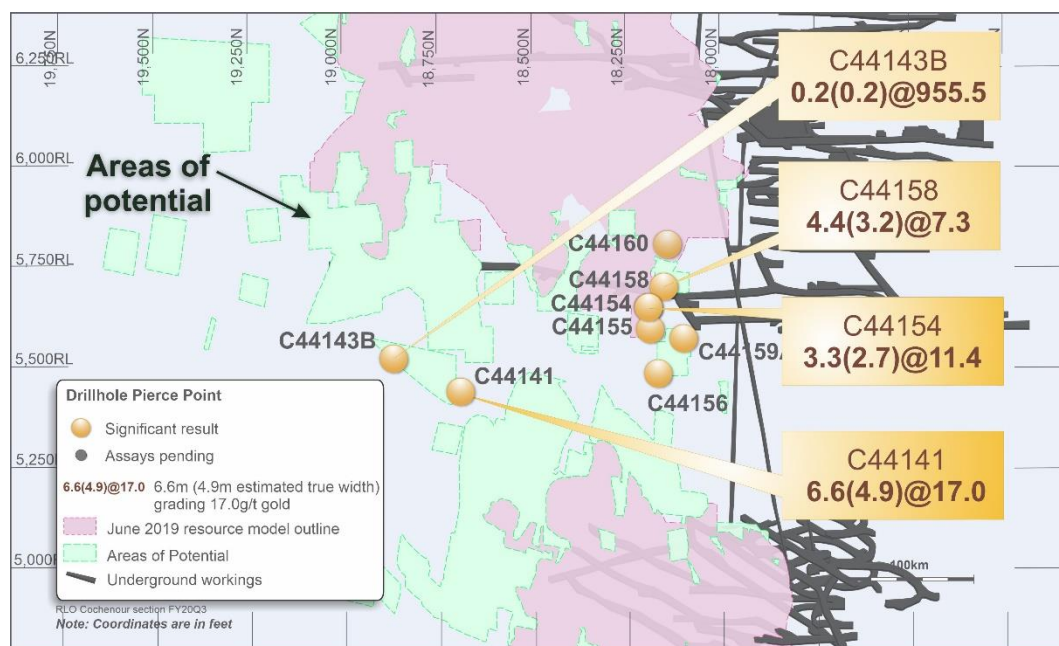 19,750N
19,500N
19,250N
19,000N
18,750N
18,500N
18,250N
18,000N
6,250RL
6,000RL
5,750RL
5,500RL
5,250RL
5,000RL
Areas of
potential
C44143B
0.2(0.2)@955.5
C44158
4.4(3.2)@7.3
C44154
3.3(2.7)@11.4
C44141
6.6(4.9)@17.0
C44160
C44158
C44154
C44155
C44159A
C44156
C44143B
C44141
Drillhole Pierce Point
Significant result
Assays pending
6.6(4.9)@17.0 6.6m (4.9m estimated true width)
grading 17.0g/t gold
June 2019 resource model outline
Areas of Potential
Underground workings
RLO Cochenour section FY20Q3
Note: Coordinates are in feet
100km